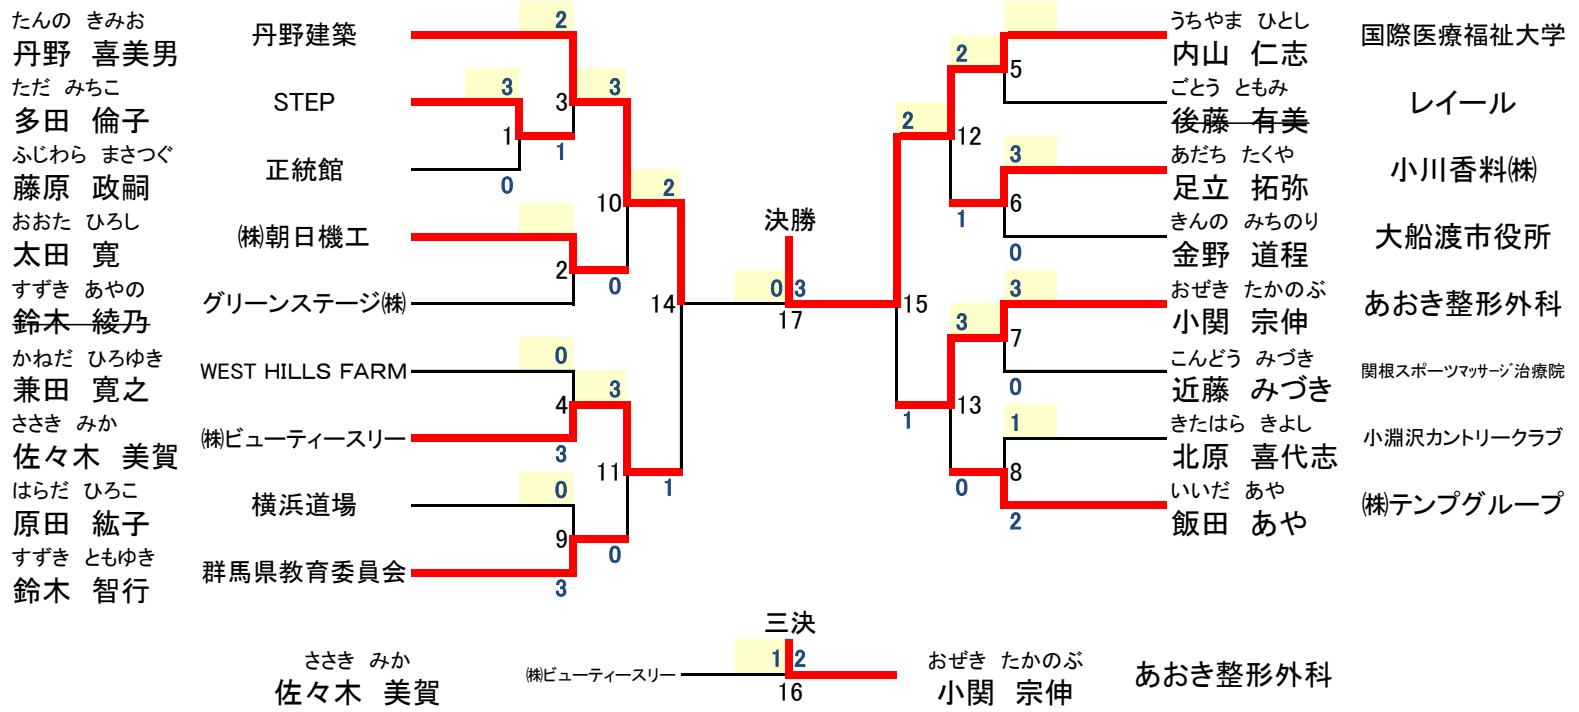 たんの きみお
丹野 喜美男
丹野建築
2
ただ みちこ
多田 倫子
STEP
3
3
3
1
1
ふじわら まさつぐ
藤原 政嗣
正統館
0
10
2
おおた ひろし
太田 寛
㈱朝日機工
2
0
すずき あやの
鈴木 綾乃
グリーンステージ㈱
14
かねだ ひろゆき
兼田 寛之
WEST HILLS FARM
0
4
3
ささき みか
佐々木 美賀
㈱ビューティースリー
3
11
1
はらだ ひろこ
原田 紘子
横浜道場
0
9
0
すずき ともゆき
鈴木 智行
群馬県教育委員会
3
決勝
0 3
17
うちやま ひとし
内山 仁志
国際医療福祉大学
2
5
ごとう ともみ
後藤 有美
レイール
2
12
あだち たくや
足立 拓弥
小川香料㈱
3
6
1
きんの みちのり
金野 道程
大船渡市役所
0
おぜき たかのぶ
小関 宗伸
あおき整形外科
3
15
3
7
こんどう みづき
近藤 みづき
関根スポーツマッサージ治療院
0
13
1
きたはら きよし
北原 喜代志
小淵沢カントリークラブ
1
8
0
いいだ あや
飯田 あや
㈱テンプグループ
2
三決
ささき みか
佐々木 美賀
㈱ビューティースリー
1 2
16
おぜき たかのぶ
小関 宗伸
あおき整形外科